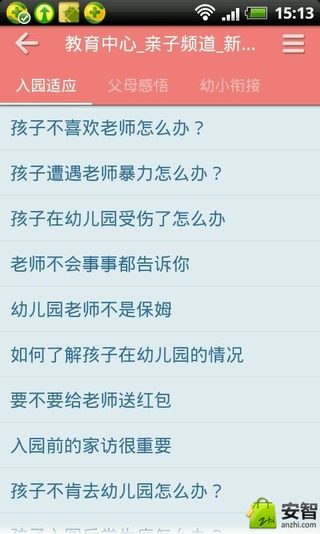 15:13
教育中心_亲子频道_新...
入园适应
父母感悟
幼小衔接
孩子不喜欢老师怎么办？
孩子遭遇老师暴力怎么办？
孩子在幼儿园受伤了怎么办
老师不会事事都告诉你
幼儿园老师不是保姆
如何了解孩子在幼儿园的情况
要不要给老师送红包
入园前的家访很重要
孩子不肯去幼儿园怎么办？
zhi
安智
anzhi.com